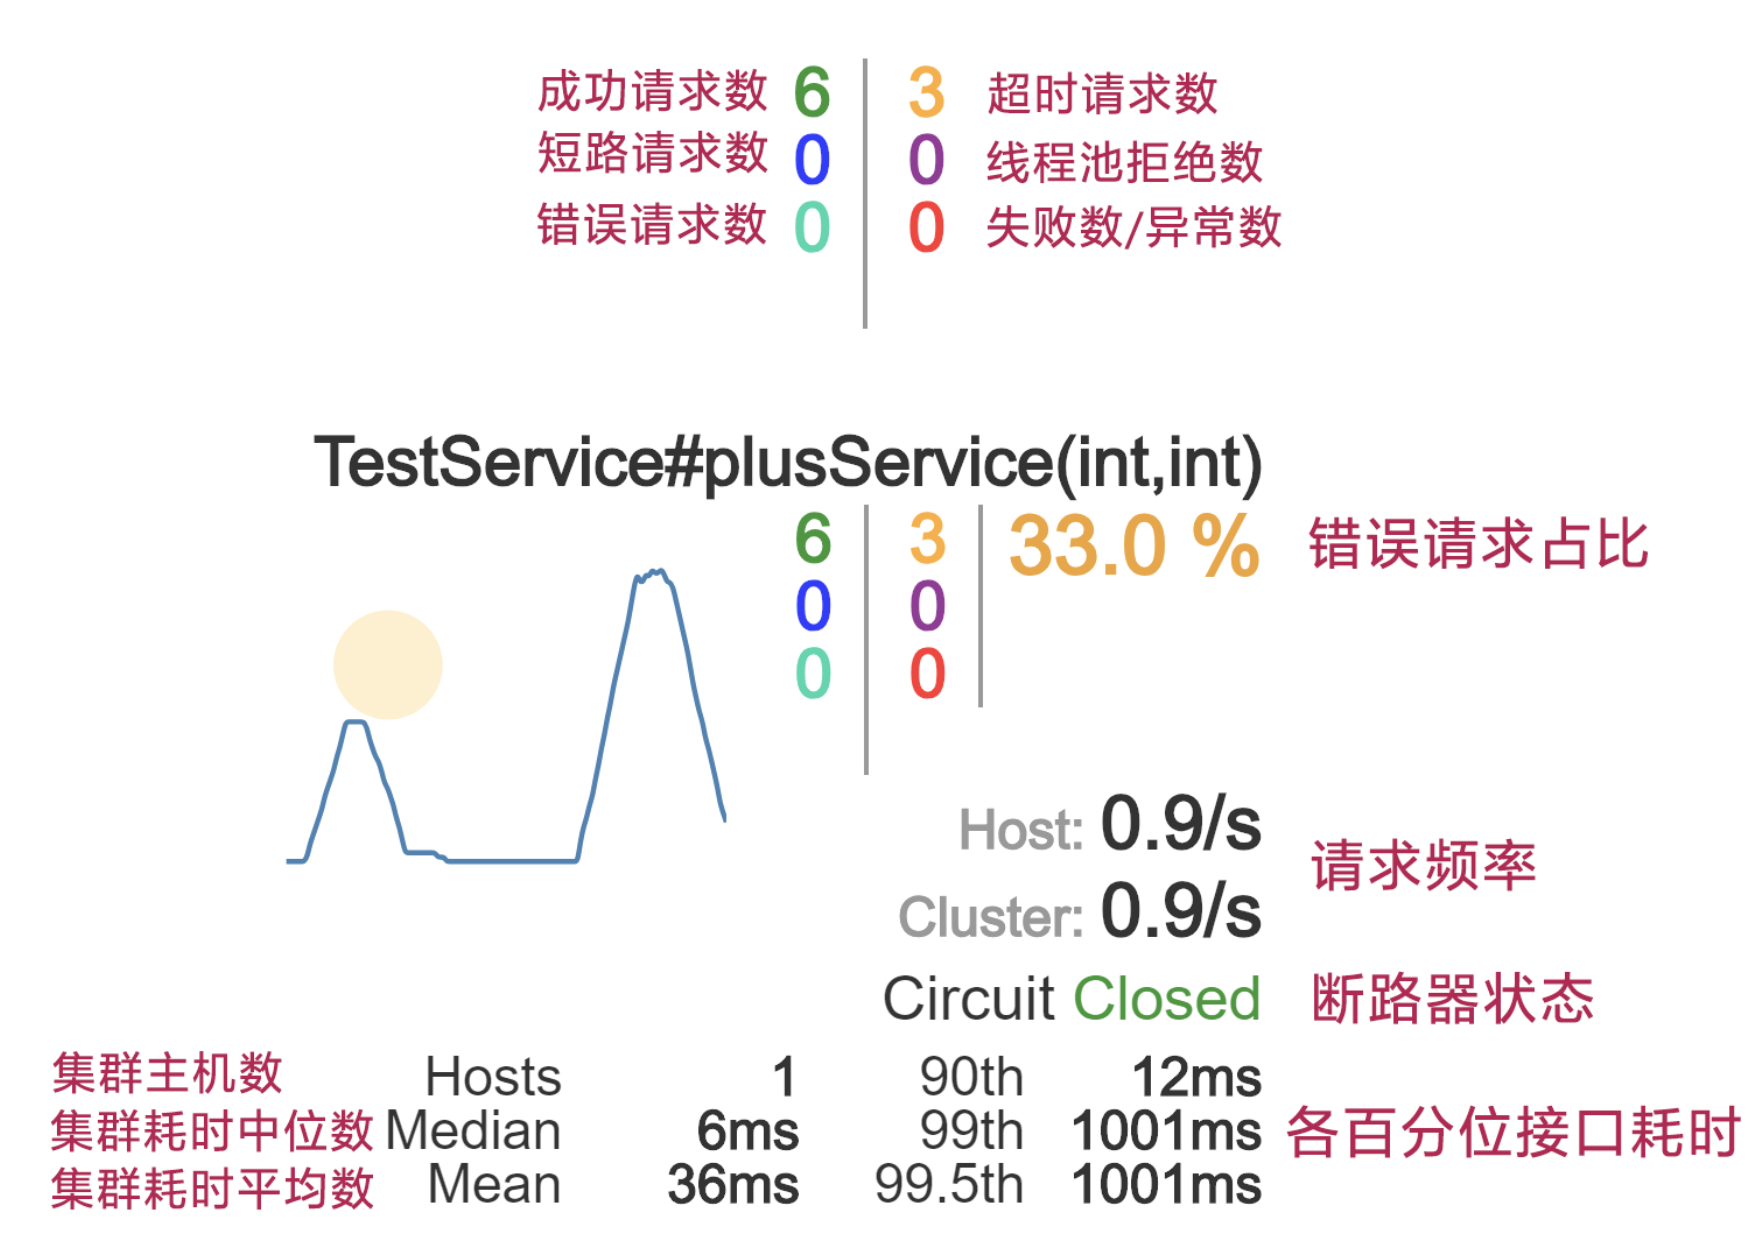 成功请求数 6 3 超时请求数
短路请求数 0 0 线程池拒绝数
错误请求数 0 0 失败数/异常数
TestService#plusService(int,int)
6 3 33.0 % 错误请求占比
0 0
0 0
Host: 0.9/s
请求频率
Cluster: 0.9/s
Circuit Closed 断路器状态
集群主机数 Hosts 1 90th 12ms
集群耗时中位数 Median 6ms 99th 1001ms 各百分位接口耗时
集群耗时平均数 Mean 36ms 99.5th 1001ms